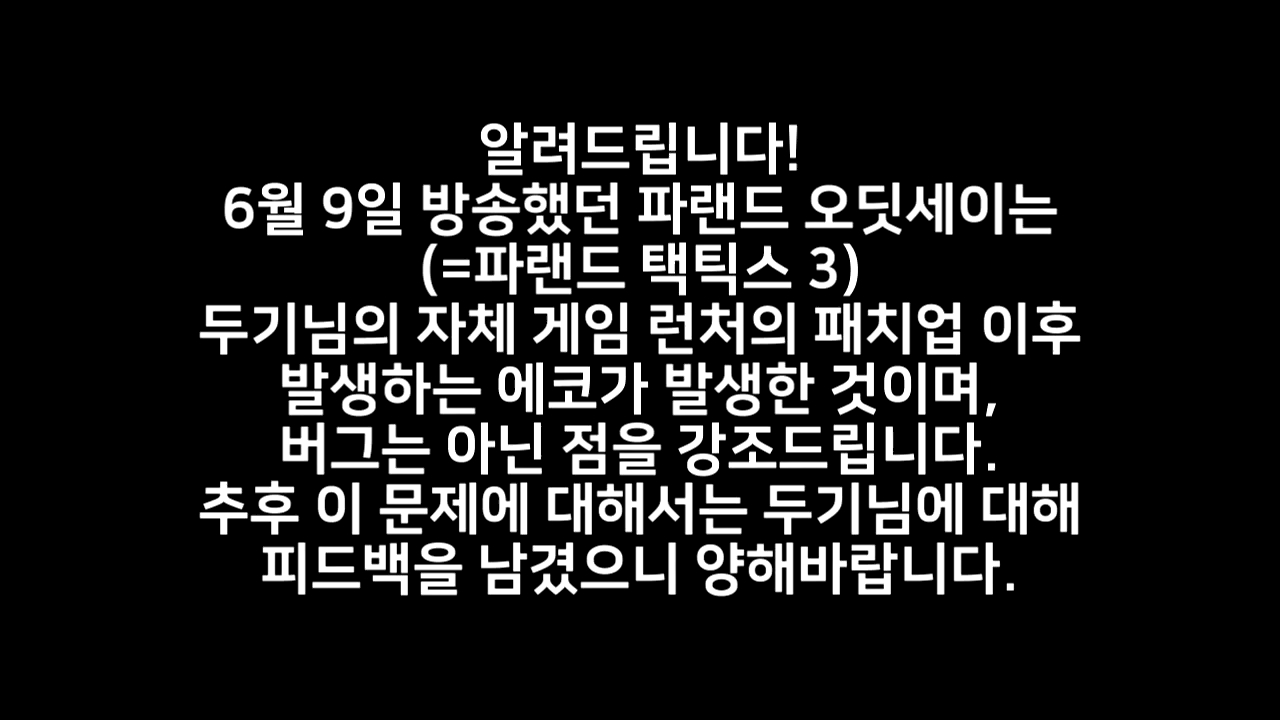 알려드립니다!
6월 9일 방송했던 파랜드 오딧세이는
(=파랜드 택틱스 3)
두기님의 자체 게임 런처의 패치업 이후
발생하는 에코가 발생한 것이며,
버그는 아닌 점을 강조드립니다.
추후 이 문제에 대해서는 두기님에 대해
피드백을 남겼으니 양해바랍니다.